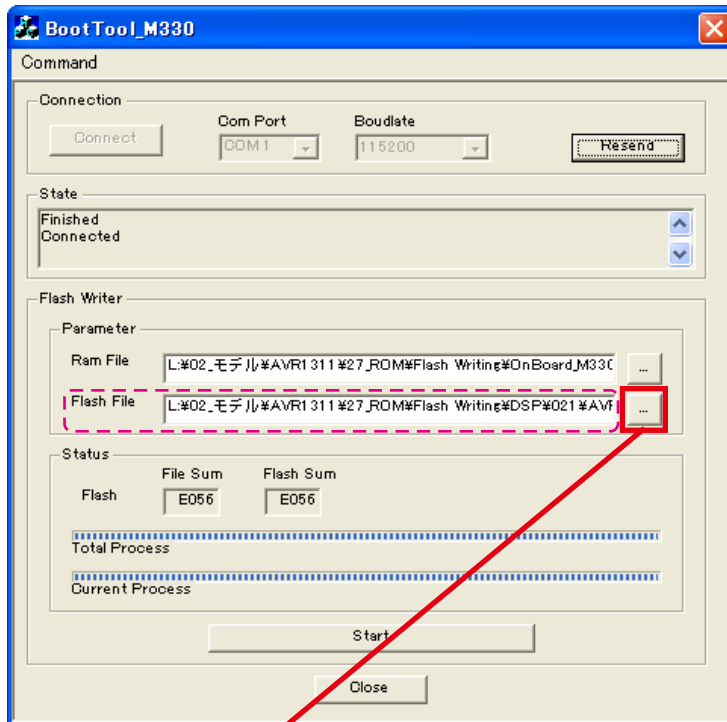 BootTool_M330
Command
Connection
Com Port Boudlate
Connect COM1 115200 Resend
State
Finished
Connected
Flash Writer
Parameter
Ram File L:¥02_モデル¥AVR1311¥27_ROM¥Flash Writing¥OnBoard_M330 ...
Flash File L:¥02_モデル¥AVR1311¥27_ROM¥Flash Writing¥DSP¥021¥AVR ...
Status
File Sum Flash Sum
Flash E056 E056
Total Process
Current Process
Start
Close